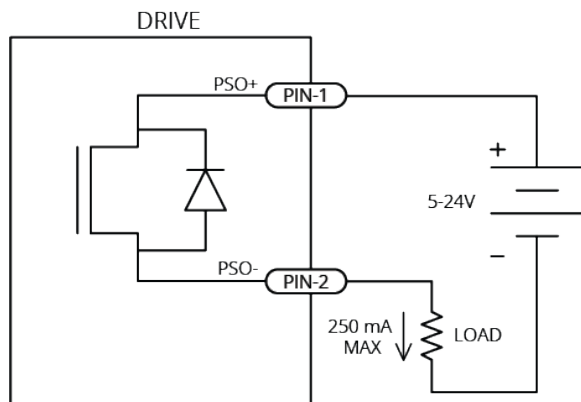 DRIVE
PSO+
PIN-1
+
5-24V
−
PSO-
PIN-2
250 mA
MAX
LOAD